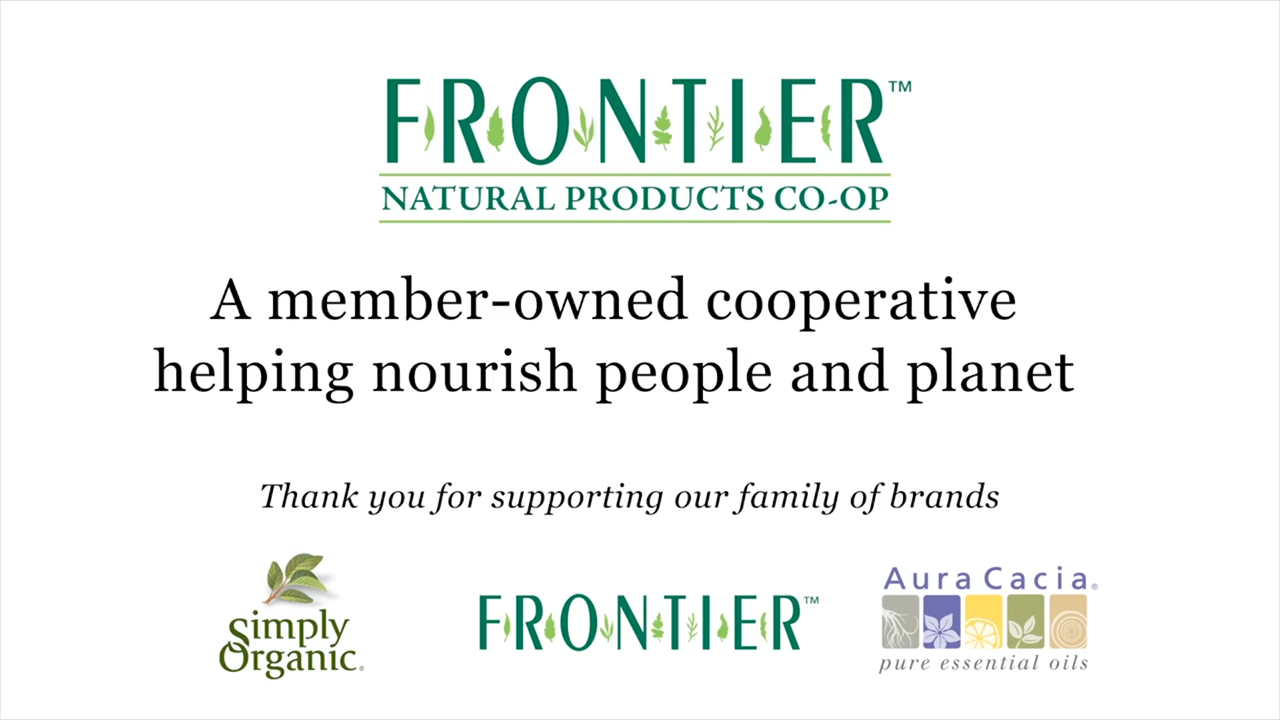 FRONTIER™
NATURAL PRODUCTS CO-OP
A member-owned cooperative
helping nourish people and planet
Thank you for supporting our family of brands
simply
Organic®
FRONTIER™
Aura Cacia®
pure essential oils